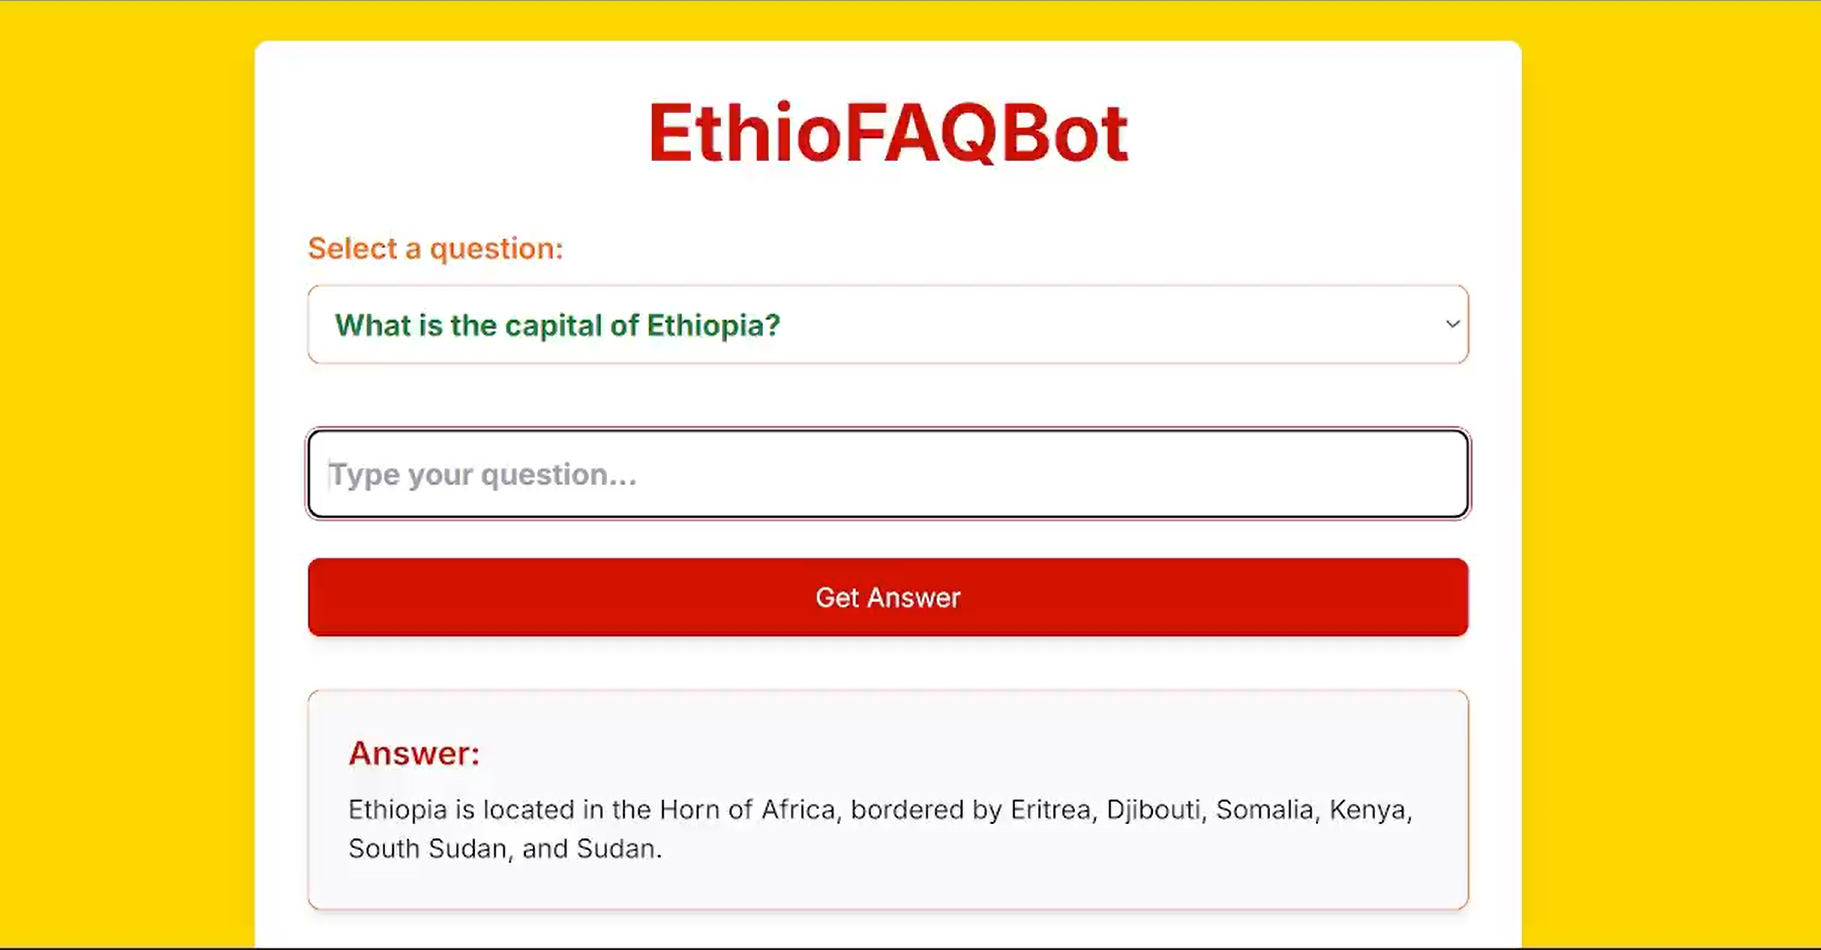 EthioFAQBot
Select a question:
What is the capital of Ethiopia?
Type your question...
Get Answer
Answer:
Ethiopia is located in the Horn of Africa, bordered by Eritrea, Djibouti, Somalia, Kenya,
South Sudan, and Sudan.